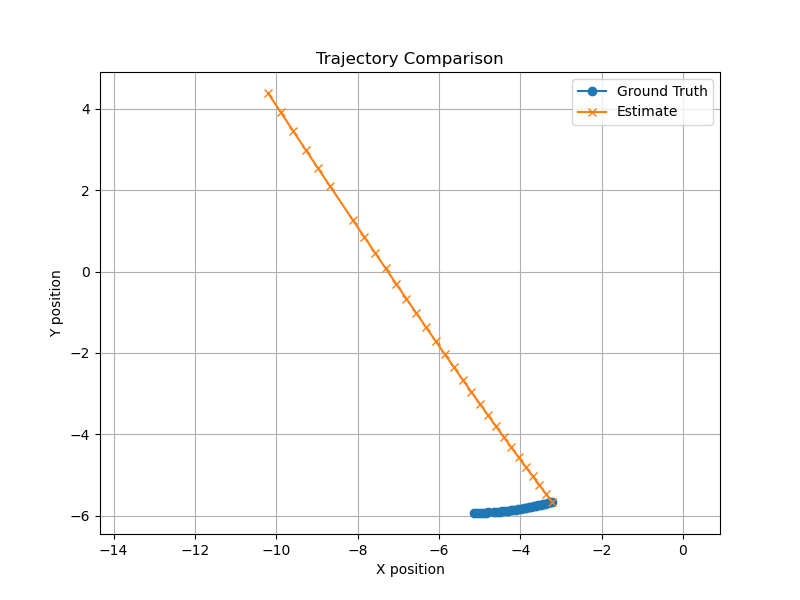 Trajectory Comparison
Ground Truth
Estimate
Y position
4
2
0
−2
−4
−6
−14
−12
−10
−8
−6
−4
−2
0
X position